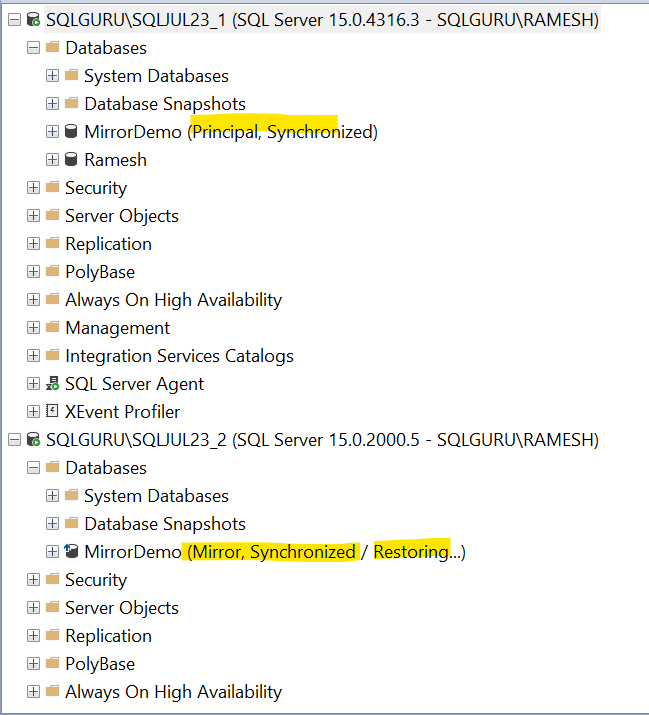 SQLGURU\SQLJUL23_1 (SQL Server 15.0.4316.3 - SQLGURU\RAMESH)
Databases
System Databases
Database Snapshots
MirrorDemo (Principal, Synchronized)
Ramesh
Security
Server Objects
Replication
PolyBase
Always On High Availability
Management
Integration Services Catalogs
SQL Server Agent
XEvent Profiler
SQLGURU\SQLJUL23_2 (SQL Server 15.0.2000.5 - SQLGURU\RAMESH)
Databases
System Databases
Database Snapshots
MirrorDemo (Mirror, Synchronized / Restoring...)
Security
Server Objects
Replication
PolyBase
Always On High Availability